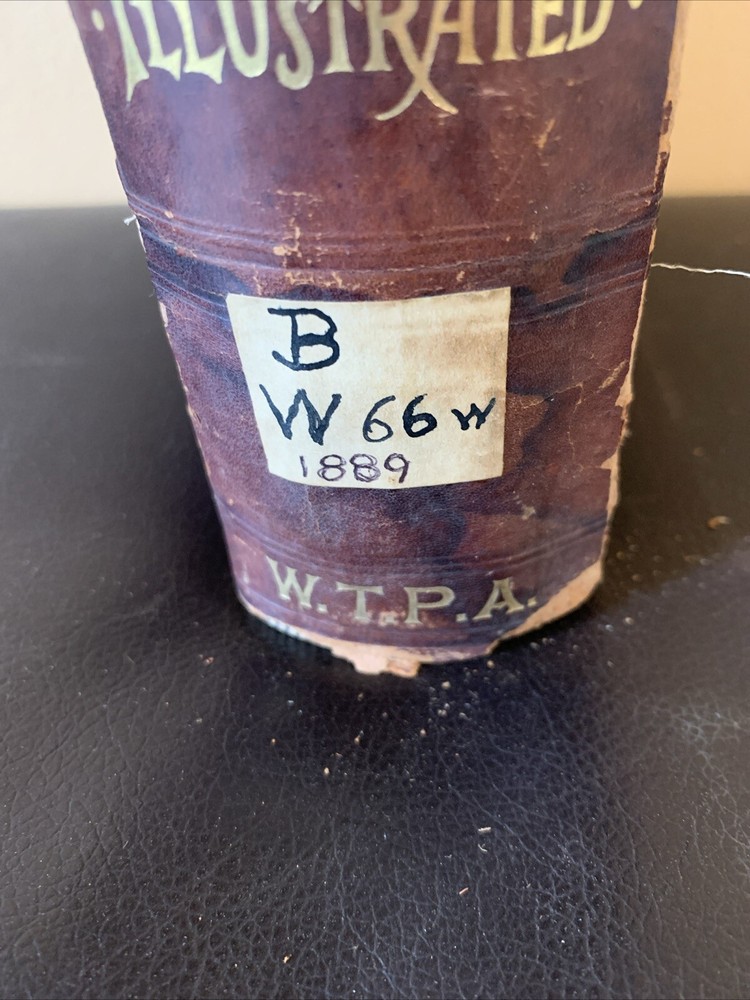 ·ILLUSTRATED·
B
W 66 w
1889
W.T.P.A.